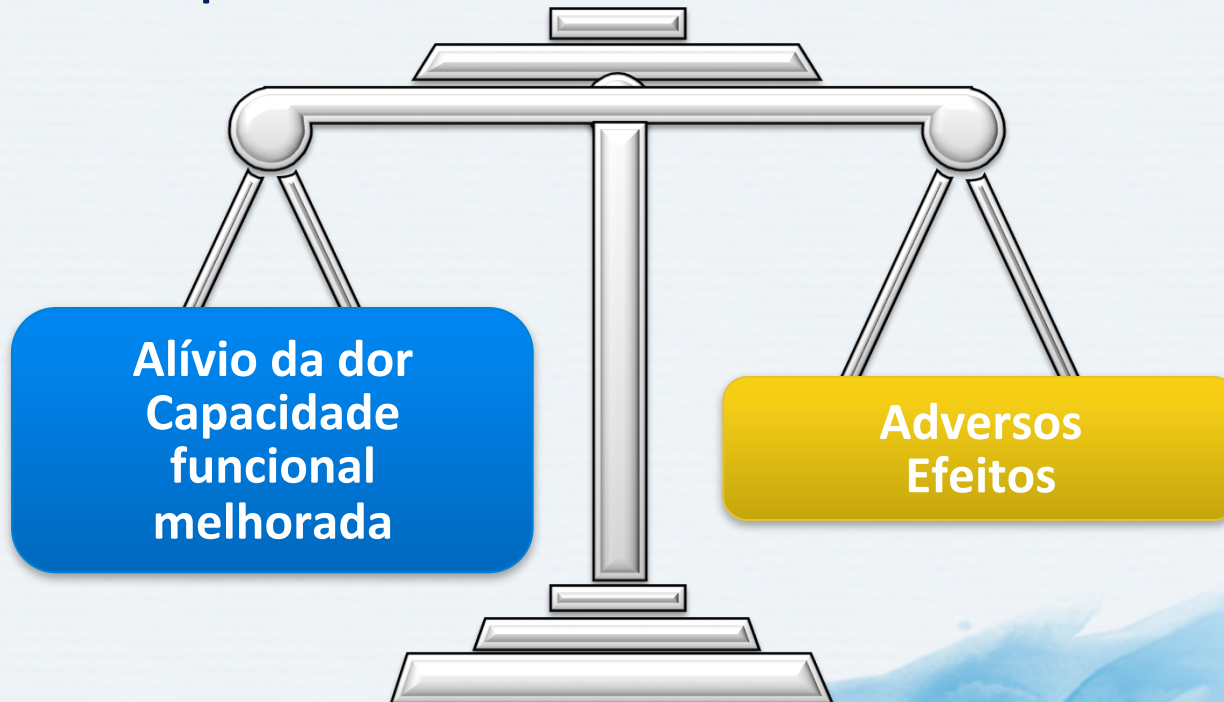 Alívio da dor
Capacidade
funcional
melhorada
Adversos
Efeitos